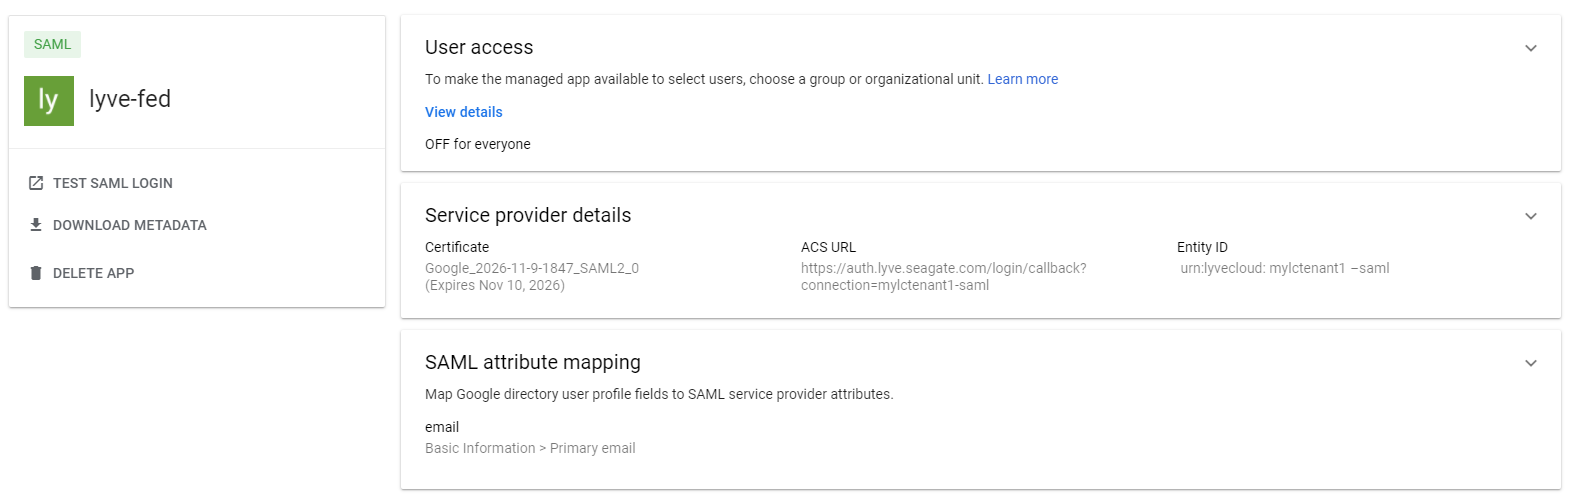 SAML
ly
lyve-fed
TEST SAML LOGIN
DOWNLOAD METADATA
DELETE APP
User access
To make the managed app available to select users, choose a group or organizational unit. Learn more
View details
OFF for everyone
Service provider details
Certificate
Google_2026-11-9-1847_SAML2_0
(Expires Nov 10, 2026)
ACS URL
https://auth.lyve.seagate.com/login/callback?
connection=mylctenant1-saml
Entity ID
urn:lyvecloud: mylctenant1 –saml
SAML attribute mapping
Map Google directory user profile fields to SAML service provider attributes.
email
Basic Information > Primary email